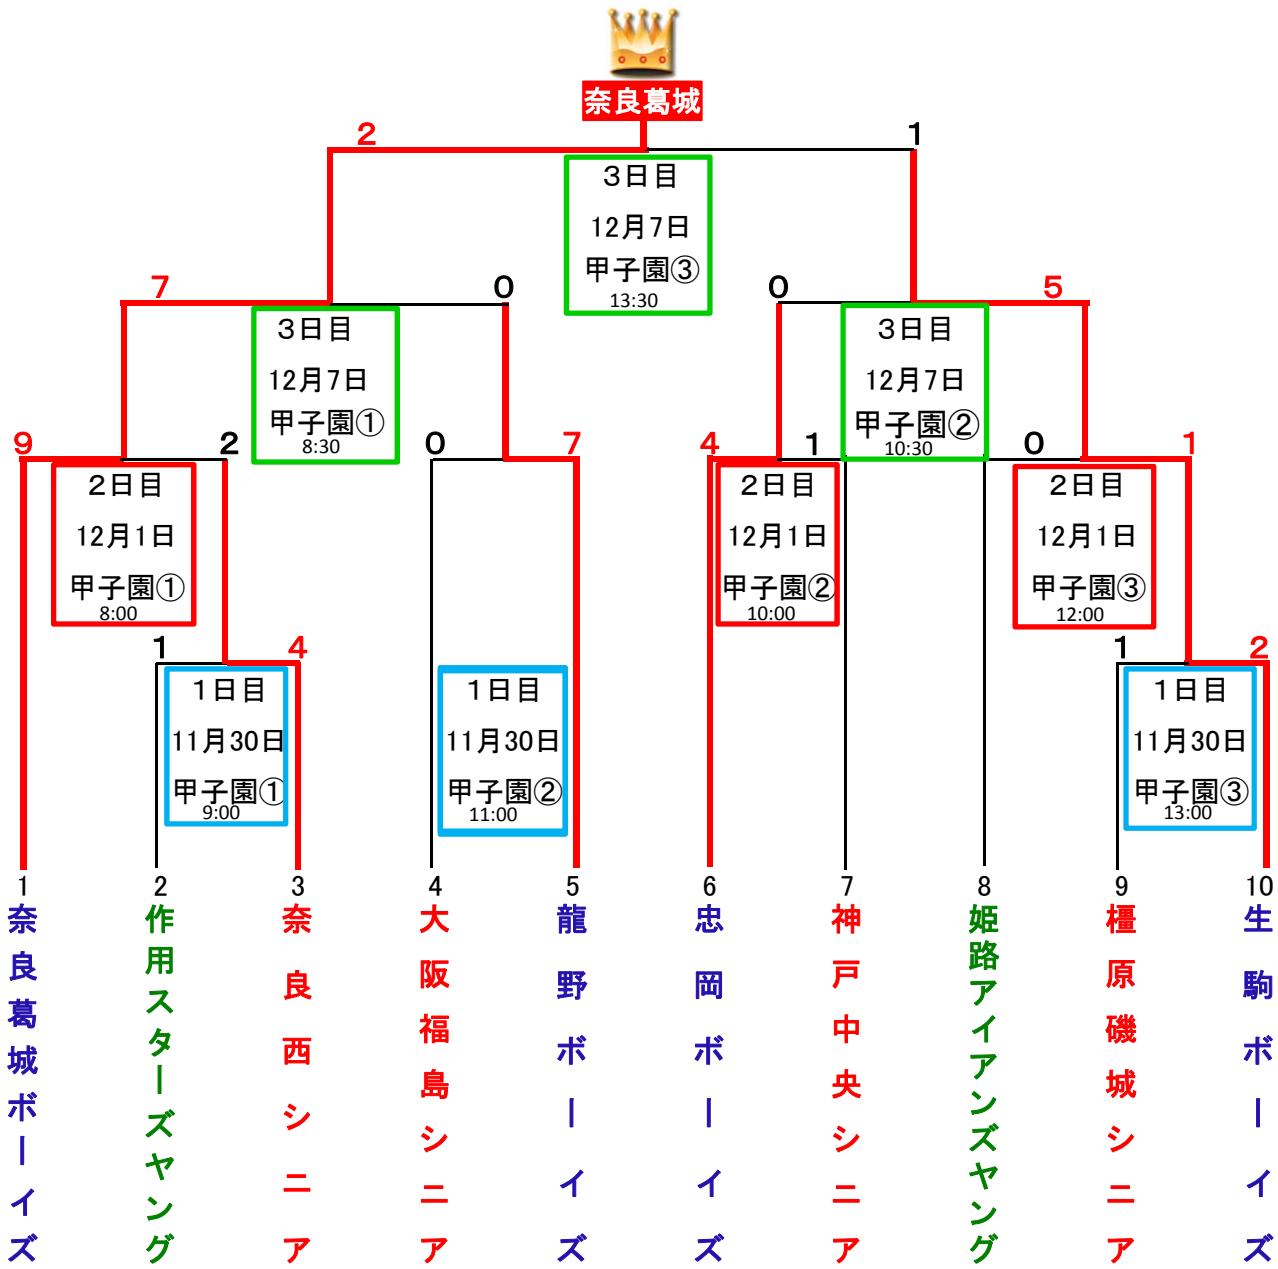 奈良葛城
2
1
3日目
12月7日
甲子園③
13:30
7
0
0
5
3日目
12月7日
甲子園①
8:30
3日目
12月7日
甲子園②
10:30
9
2
0
7
4
1
0
1
2日目
12月1日
甲子園①
8:00
2日目
12月1日
甲子園②
10:00
2日目
12月1日
甲子園③
12:00
1
4
1
2
1日目
11月30日
甲子園①
9:00
1日目
11月30日
甲子園②
11:00
1日目
11月30日
甲子園③
13:00
1
2
3
4
5
6
7
8
9
10
奈良葛城ボーイズ
作用スターズヤング
奈良西シニア
大阪福島シニア
龍野ボーイズ
忠岡ボーイズ
神戸中央シニア
姫路アイアンズヤング
橿原磯城シニア
生駒ボーイズ